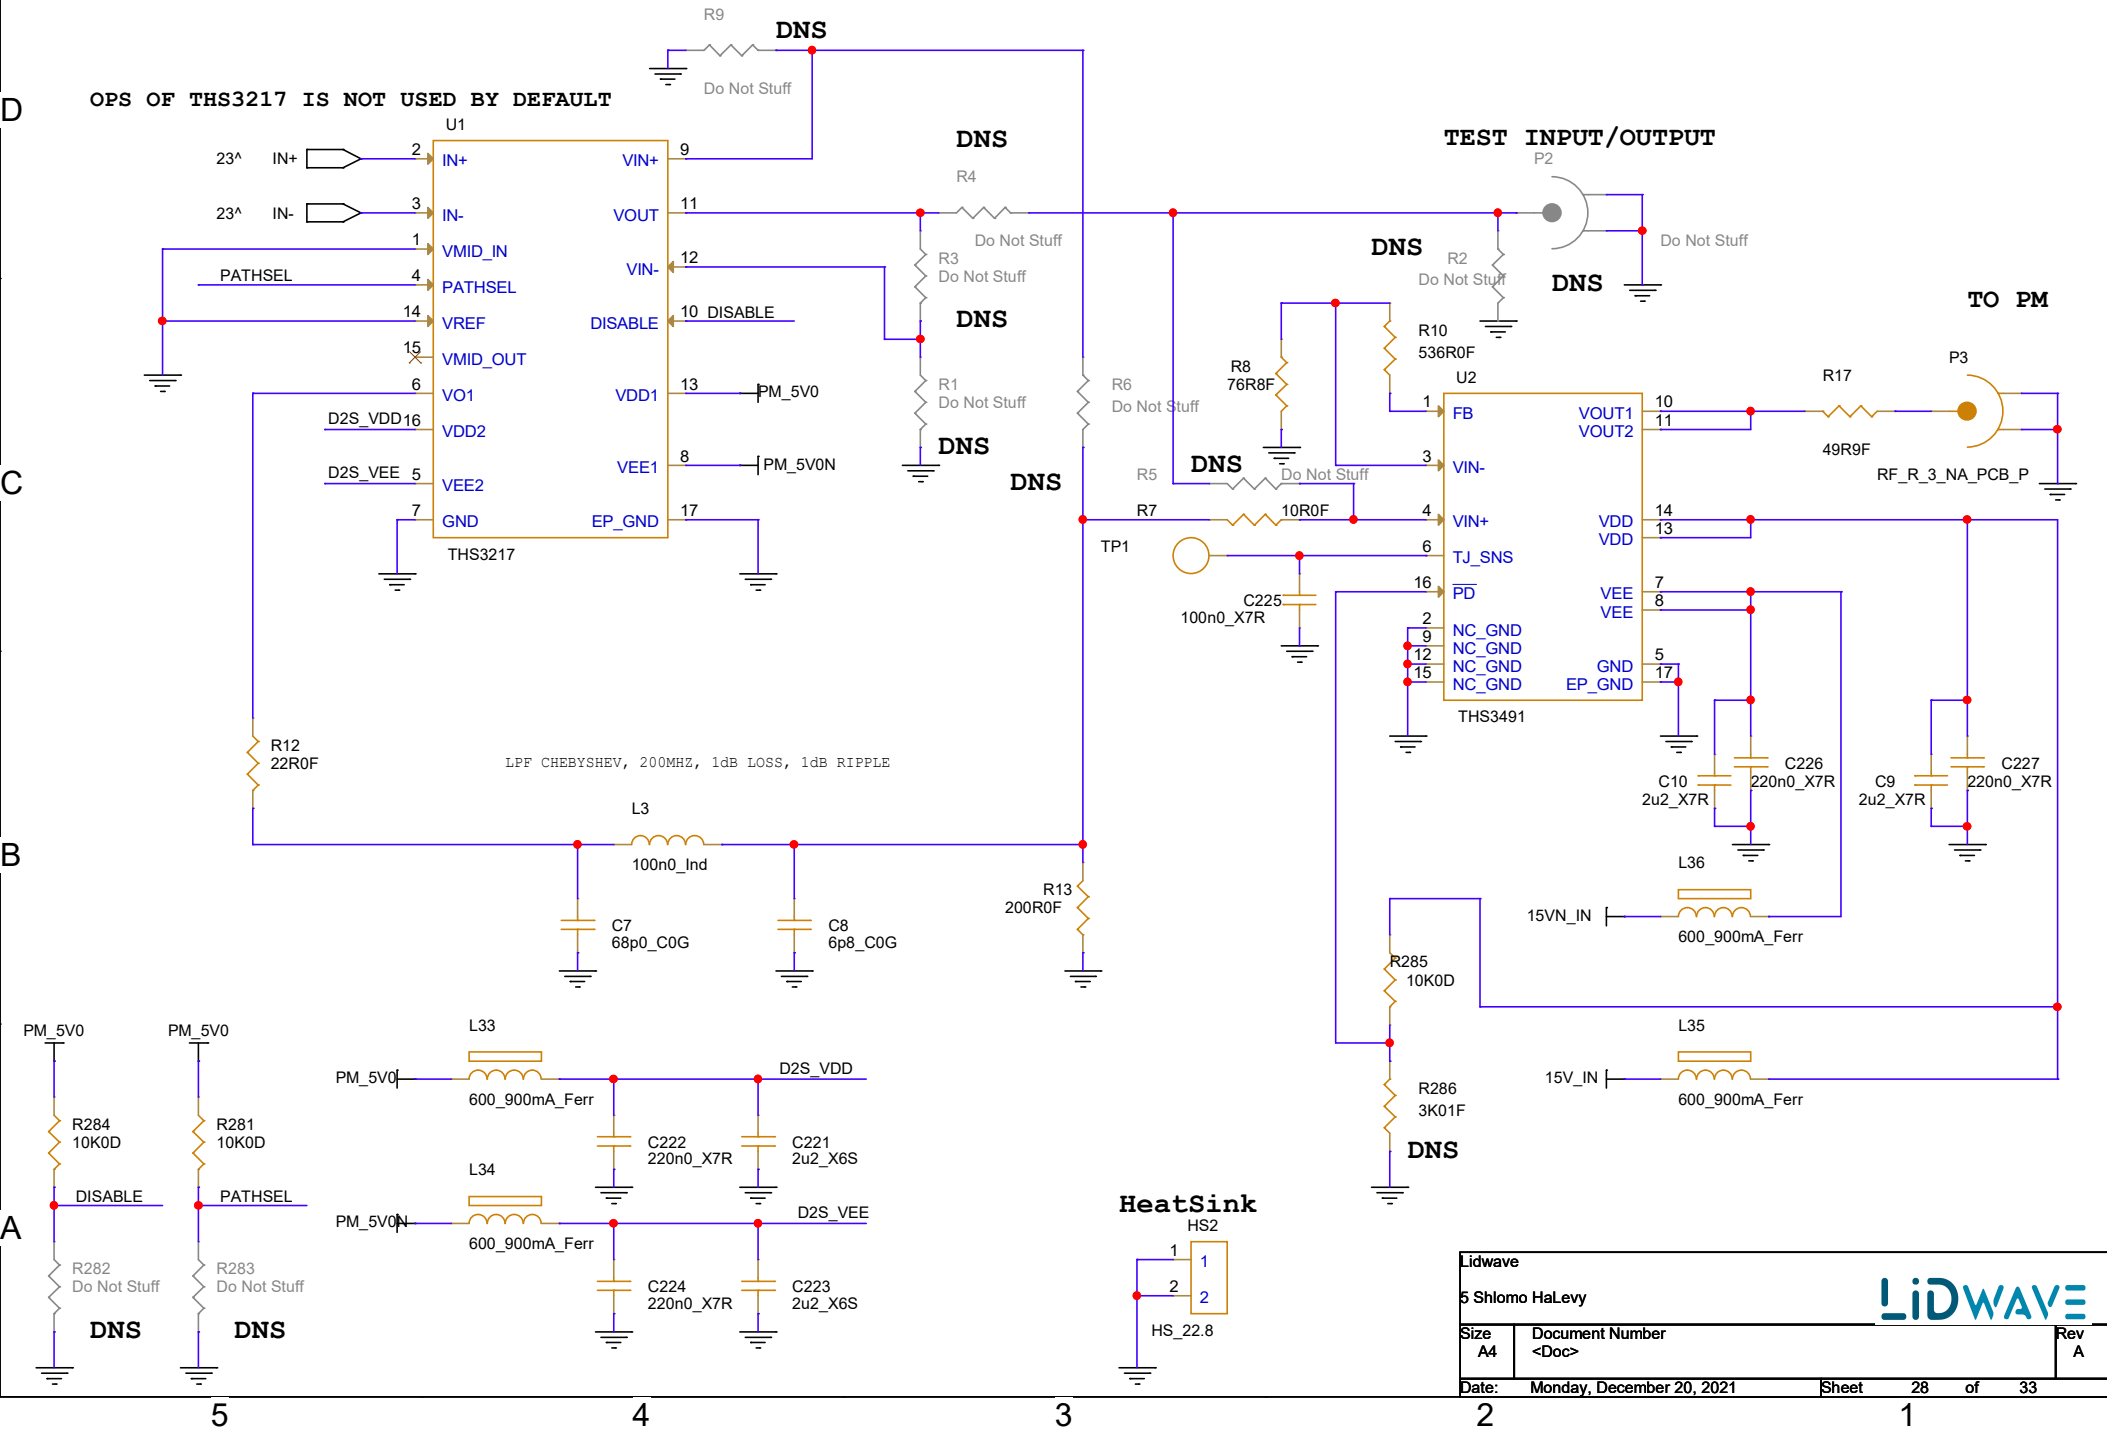 R9
DNS
Do Not Stuff
D
OPS OF THS3217 IS NOT USED BY DEFAULT
U1
23^ IN+ 2 IN+
VIN+ 9
23^ IN- 3 IN-
VOUT 11
1 VMID_IN
VIN- 12
PATHSEL 4 PATHSEL
14 VREF
DISABLE 10 DISABLE
15 VMID_OUT
6 VO1
VDD1 13 PM_5V0
D2S_VDD 16 VDD2
VEE1 8 PM_5V0N
D2S_VEE 5 VEE2
7 GND
EP_GND 17
THS3217
DNS
R4
Do Not Stuff
R3
Do Not Stuff
DNS
R1
Do Not Stuff
DNS
R6
Do Not Stuff
DNS
TEST INPUT/OUTPUT
P2
Do Not Stuff
DNS
R2
Do Not Stuff
DNS
TO PM
R10
536R0F
R8
76R8F
U2
R17
49R9F
P3
RF_R_3_NA_PCB_P
1 FB
VOUT1 10
VOUT2 11
3 VIN-
DNS
R5
Do Not Stuff
R7
10R0F
4 VIN+
VDD 14
VDD 13
TP1
6 TJ_SNS
16 PD
VEE 7
VEE 8
C225
100n0_X7R
2 NC_GND
9 NC_GND
12 NC_GND
15 NC_GND
GND 5
EP_GND 17
THS3491
C
R12
22R0F
LPF CHEBYSHEV, 200MHZ, 1dB LOSS, 1dB RIPPLE
L3
100n0_Ind
C10
2u2_X7R
C226
220n0_X7R
C9
2u2_X7R
C227
220n0_X7R
B
C7
68p0_C0G
C8
6p8_C0G
R13
200R0F
L36
15VN_IN
600_900mA_Ferr
R285
10K0D
L35
15V_IN
600_900mA_Ferr
R286
3K01F
DNS
PM_5V0
PM_5V0
R284
10K0D
R281
10K0D
DISABLE
PATHSEL
R282
Do Not Stuff
R283
Do Not Stuff
DNS
DNS
L33
PM_5V0
D2S_VDD
600_900mA_Ferr
C222
220n0_X7R
C221
2u2_X6S
L34
PM_5V0N
D2S_VEE
600_900mA_Ferr
C224
220n0_X7R
C223
2u2_X6S
A
HeatSink
HS2
1 1
2 2
HS_22.8
Lidwave
5 Shlomo HaLevy
LiDWAVE
Size
A4
Document Number
<Doc>
Rev
A
Date: Monday, December 20, 2021 Sheet 28 of 33
5 4 3 2 1